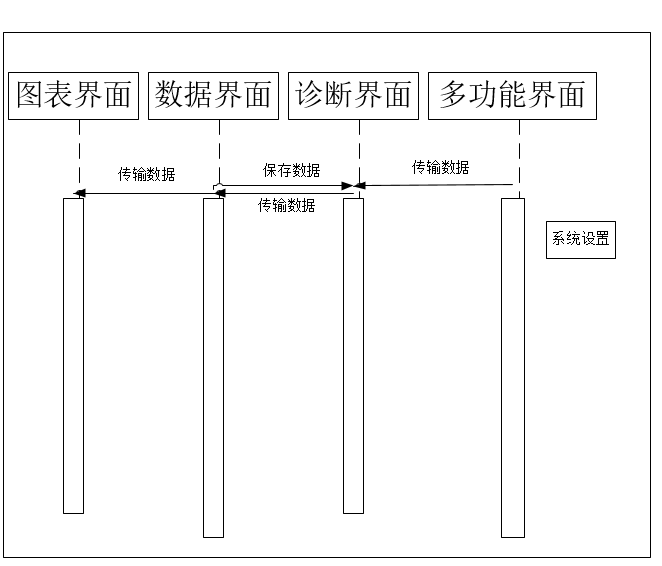 图表界面
数据界面
诊断界面
多功能界面
传输数据
保存数据
传输数据
传输数据
系统设置